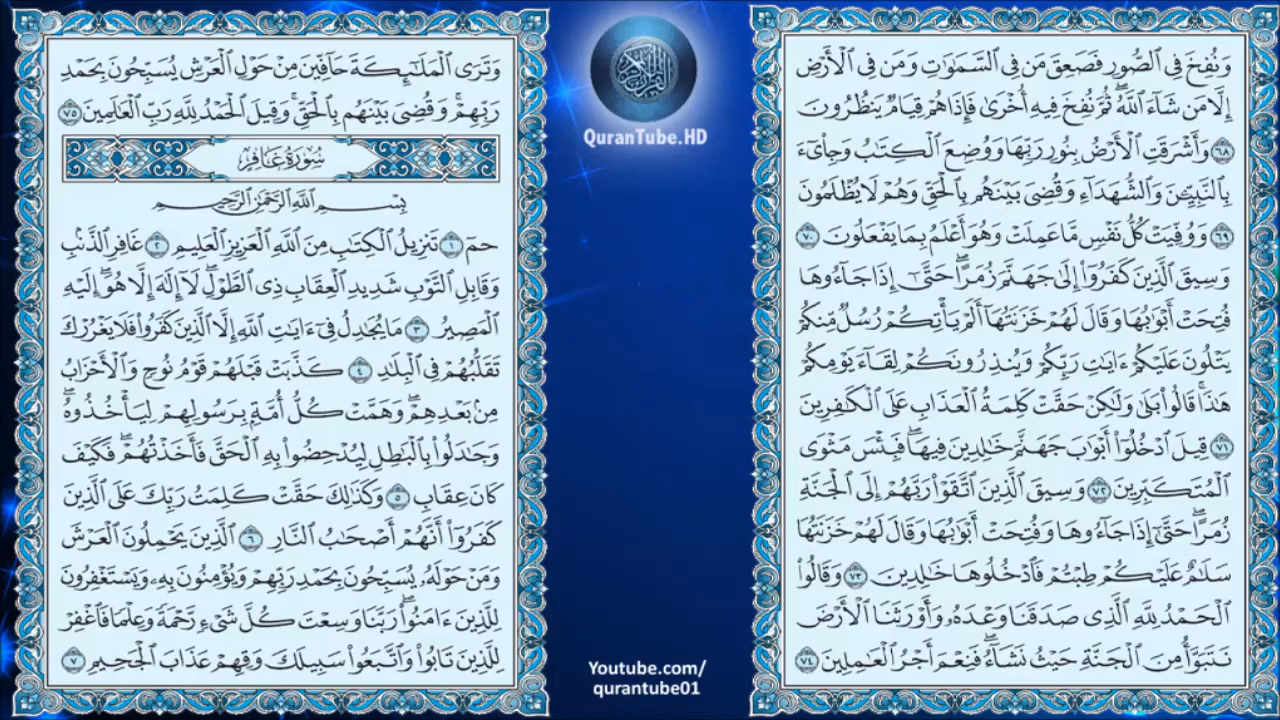 وَنُفِخَ فِي ٱلصُّورِ فَصَعِقَ مَن فِي ٱلسَّمَٰوَٰتِ وَمَن فِي ٱلۡأَرۡضِ
إِلَّا مَن شَآءَ ٱللَّهُۖ ثُمَّ نُفِخَ فِيهِ أُخۡرَىٰ فَإِذَا هُمۡ قِيَامٞ يَنظُرُونَ
٦٨ وَأَشۡرَقَتِ ٱلۡأَرۡضُ بِنُورِ رَبِّهَا وَوُضِعَ ٱلۡكِتَٰبُ وَجِاْيٓءَ
بِٱلنَّبِيِّـۧنَ وَٱلشُّهَدَآءِ وَقُضِيَ بَيۡنَهُم بِٱلۡحَقِّ وَهُمۡ لَا يُظۡلَمُونَ
٦٩ وَوُفِّيَتۡ كُلُّ نَفۡسٖ مَّا عَمِلَتۡ وَهُوَ أَعۡلَمُ بِمَا يَفۡعَلُونَ ٧٠
وَسِيقَ ٱلَّذِينَ كَفَرُوٓاْ إِلَىٰ جَهَنَّمَ زُمَرًاۖ حَتَّىٰٓ إِذَا جَآءُوهَا
فُتِحَتۡ أَبۡوَٰبُهَا وَقَالَ لَهُمۡ خَزَنَتُهَآ أَلَمۡ يَأۡتِكُمۡ رُسُلٞ مِّنكُمۡ
يَتۡلُونَ عَلَيۡكُمۡ ءَايَٰتِ رَبِّكُمۡ وَيُنذِرُونَكُمۡ لِقَآءَ يَوۡمِكُمۡ
هَٰذَاۚ قَالُواْ بَلَىٰ وَلَٰكِنۡ حَقَّتۡ كَلِمَةُ ٱلۡعَذَابِ عَلَى ٱلۡكَٰفِرِينَ
٧١ قِيلَ ٱدۡخُلُوٓاْ أَبۡوَٰبَ جَهَنَّمَ خَٰلِدِينَ فِيهَاۖ فَبِئۡسَ مَثۡوَى
ٱلۡمُتَكَبِّرِينَ ٧٢ وَسِيقَ ٱلَّذِينَ ٱتَّقَوۡاْ رَبَّهُمۡ إِلَى ٱلۡجَنَّةِ
زُمَرًاۖ حَتَّىٰٓ إِذَا جَآءُوهَا وَفُتِحَتۡ أَبۡوَٰبُهَا وَقَالَ لَهُمۡ خَزَنَتُهَا
سَلَٰمٌ عَلَيۡكُمۡ طِبۡتُمۡ فَٱدۡخُلُوهَا خَٰلِدِينَ ٧٣ وَقَالُواْ
ٱلۡحَمۡدُ لِلَّهِ ٱلَّذِي صَدَقَنَا وَعۡدَهُۥ وَأَوۡرَثَنَا ٱلۡأَرۡضَ
نَتَبَوَّأُ مِنَ ٱلۡجَنَّةِ حَيۡثُ نَشَآءُۖ فَنِعۡمَ أَجۡرُ ٱلۡعَٰمِلِينَ ٧٤
QuranTube.HD
Youtube.com/
qurantube01
وَتَرَى ٱلۡمَلَٰٓئِكَةَ حَآفِّينَ مِنۡ حَوۡلِ ٱلۡعَرۡشِ يُسَبِّحُونَ بِحَمۡدِ
رَبِّهِمۡۚ وَقُضِيَ بَيۡنَهُم بِٱلۡحَقِّۚ وَقِيلَ ٱلۡحَمۡدُ لِلَّهِ رَبِّ ٱلۡعَٰلَمِينَ ٧٥
سُورَةُ غَافِرٍ
بِسۡمِ ٱللَّهِ ٱلرَّحۡمَٰنِ ٱلرَّحِيمِ
حمٓ ١ تَنزِيلُ ٱلۡكِتَٰبِ مِنَ ٱللَّهِ ٱلۡعَزِيزِ ٱلۡعَلِيمِ ٢ غَافِرِ ٱلذَّنۢبِ
وَقَابِلِ ٱلتَّوۡبِ شَدِيدِ ٱلۡعِقَابِ ذِي ٱلطَّوۡلِۖ لَآ إِلَٰهَ إِلَّا هُوَۖ إِلَيۡهِ
ٱلۡمَصِيرُ ٣ مَا يُجَٰدِلُ فِيٓ ءَايَٰتِ ٱللَّهِ إِلَّا ٱلَّذِينَ كَفَرُواْ فَلَا يَغۡرُرۡكَ
تَقَلُّبُهُمۡ فِي ٱلۡبِلَٰدِ ٤ كَذَّبَتۡ قَبۡلَهُمۡ قَوۡمُ نُوحٖ وَٱلۡأَحۡزَابُ
مِنۢ بَعۡدِهِمۡۖ وَهَمَّتۡ كُلُّ أُمَّةِۭ بِرَسُولِهِمۡ لِيَأۡخُذُوهُۖ
وَجَٰدَلُواْ بِٱلۡبَٰطِلِ لِيُدۡحِضُواْ بِهِ ٱلۡحَقَّ فَأَخَذۡتُهُمۡۖ فَكَيۡفَ
كَانَ عِقَابِ ٥ وَكَذَٰلِكَ حَقَّتۡ كَلِمَتُ رَبِّكَ عَلَى ٱلَّذِينَ
كَفَرُوٓاْ أَنَّهُمۡ أَصۡحَٰبُ ٱلنَّارِ ٦ ٱلَّذِينَ يَحۡمِلُونَ ٱلۡعَرۡشَ
وَمَنۡ حَوۡلَهُۥ يُسَبِّحُونَ بِحَمۡدِ رَبِّهِمۡ وَيُؤۡمِنُونَ بِهِۦ وَيَسۡتَغۡفِرُونَ
لِلَّذِينَ ءَامَنُواْۖ رَبَّنَا وَسِعۡتَ كُلَّ شَيۡءٖ رَّحۡمَةٗ وَعِلۡمٗا فَٱغۡفِرۡ
لِلَّذِينَ تَابُواْ وَٱتَّبَعُواْ سَبِيلَكَ وَقِهِمۡ عَذَابَ ٱلۡجَحِيمِ ٧